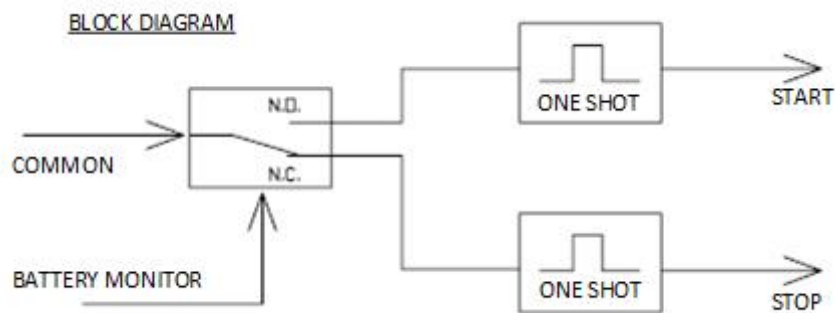 BLOCK DIAGRAM
ONE SHOT
START
N.O.
COMMON
N.C.
BATTERY MONITOR
ONE SHOT
STOP